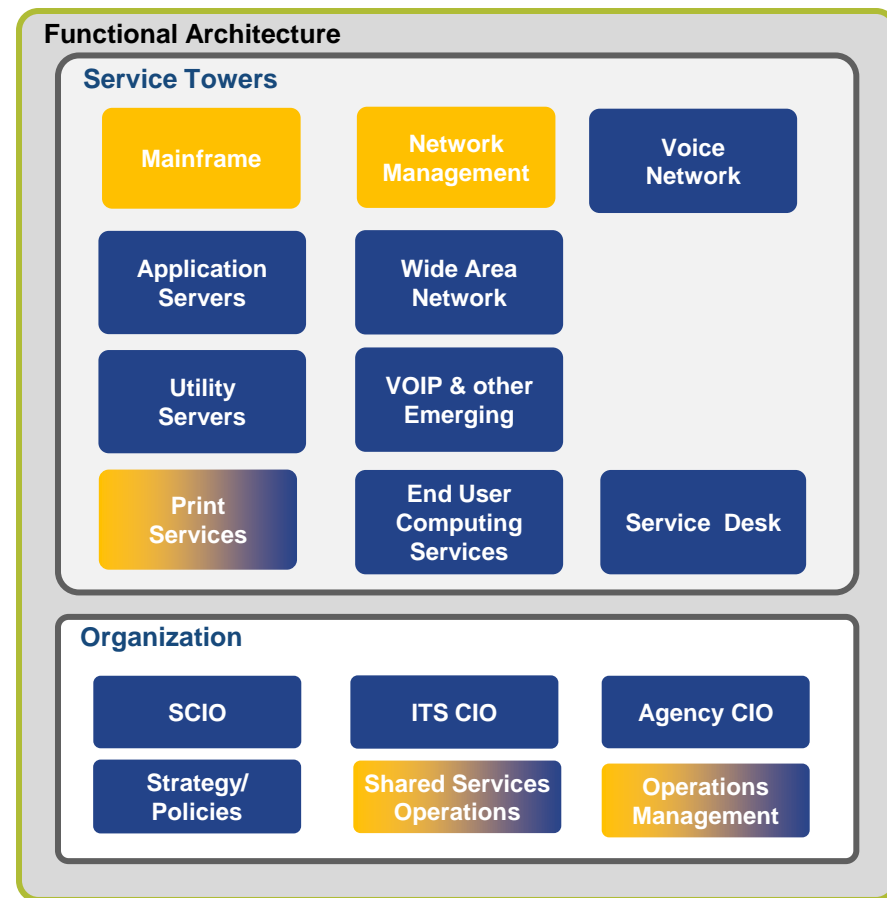 Functional Architecture
Service Towers
Mainframe
Network
Management
Voice
Network
Application
Servers
Wide Area
Network
Utility
Servers
VOIP & other
Emerging
Print
Services
End User
Computing
Services
Service Desk
Organization
SCIO
ITS CIO
Agency CIO
Strategy/
Policies
Shared Services
Operations
Operations
Management